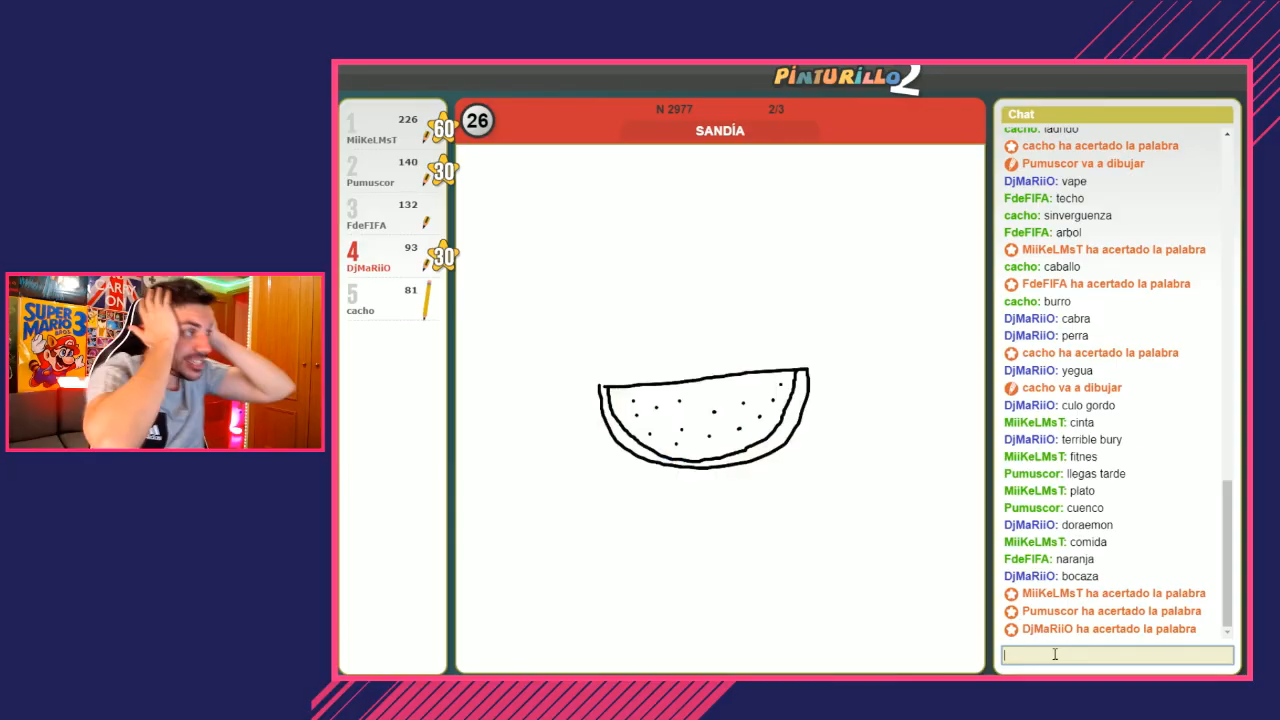 PINTURILLO 2
1
226
MiiKeLMsT
60
2
140
Pumuscor
30
3
132
FdeFIFA
4
93
DjMaRiiO
30
5
81
cacho
26
N 2977
2/3
SANDÍA
Chat
cacho ha acertado la palabra
Pumuscor va a dibujar
DjMaRiiO: vape
FdeFIFA: techo
cacho: sinverguenza
FdeFIFA: arbol
MiiKeLMsT ha acertado la palabra
cacho: caballo
FdeFIFA ha acertado la palabra
cacho: burro
DjMaRiiO: cabra
DjMaRiiO: perra
cacho ha acertado la palabra
DjMaRiiO: yegua
cacho va a dibujar
DjMaRiiO: culo gordo
MiiKeLMsT: cinta
DjMaRiiO: terrible bury
MiiKeLMsT: fitnes
Pumuscor: llegas tarde
MiiKeLMsT: plato
Pumuscor: cuenco
DjMaRiiO: doraemon
MiiKeLMsT: comida
FdeFIFA: naranja
DjMaRiiO: bocaza
MiiKeLMsT ha acertado la palabra
Pumuscor ha acertado la palabra
DjMaRiiO ha acertado la palabra
CARRY
ON
SUPER
MARIO
BROS
3